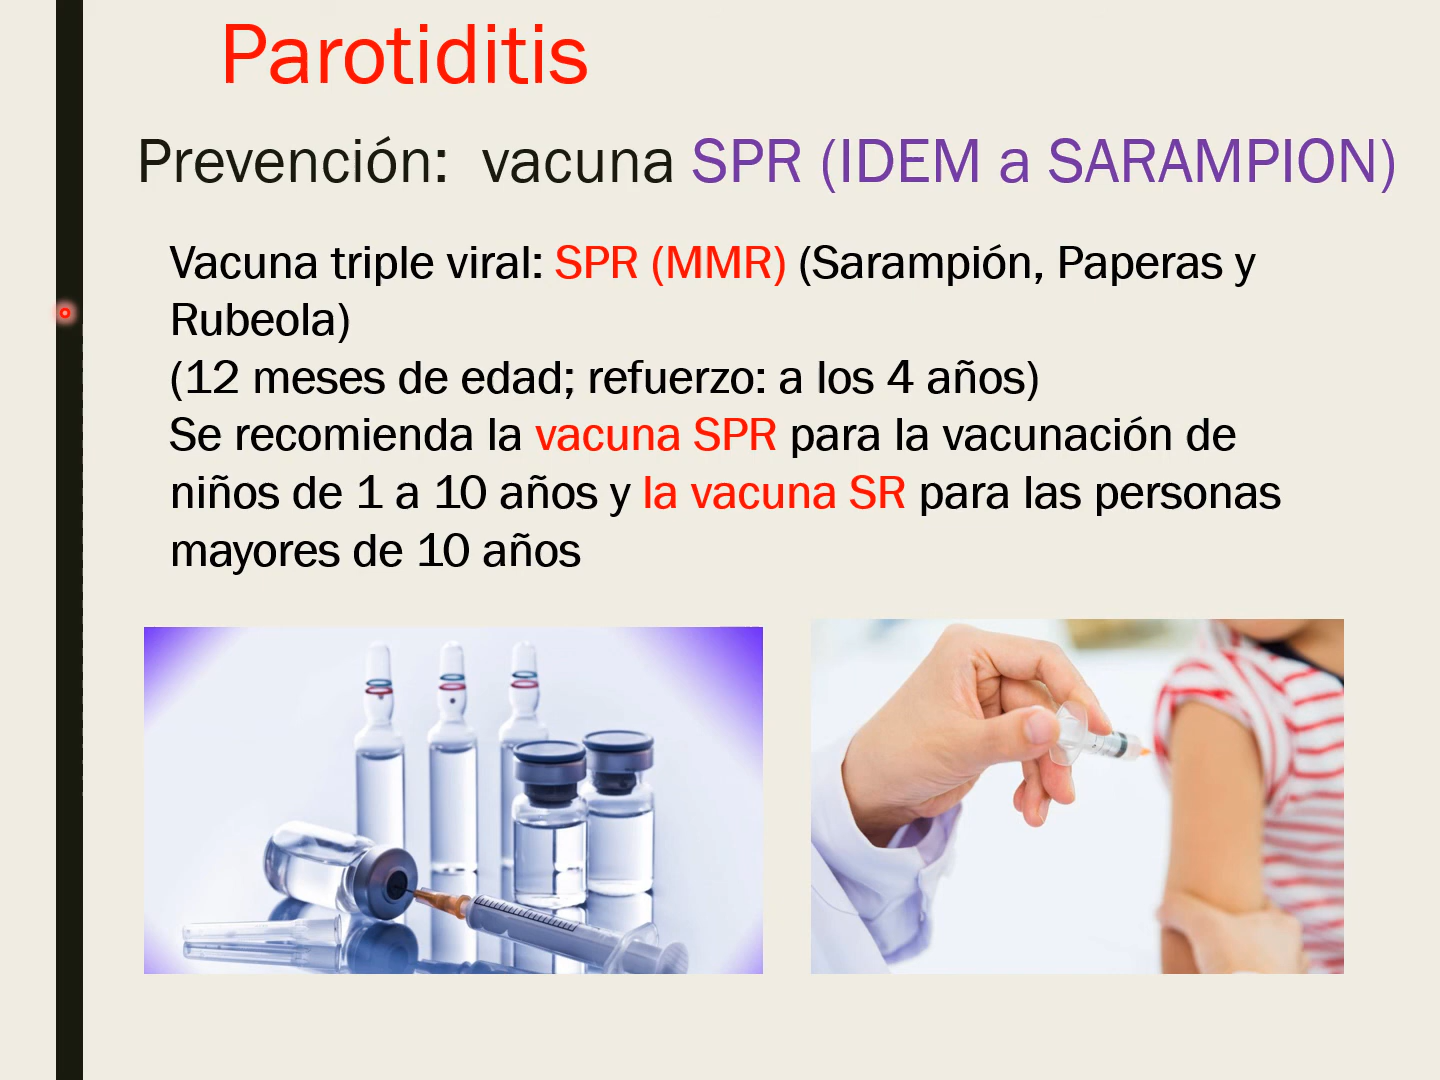 Parotiditis
Prevención: vacuna SPR (IDEM a SARAMPION)
Vacuna triple viral: SPR (MMR) (Sarampión, Paperas y
Rubeola)
(12 meses de edad; refuerzo: a los 4 años)
Se recomienda la vacuna SPR para la vacunación de
niños de 1 a 10 años y la vacuna SR para las personas
mayores de 10 años